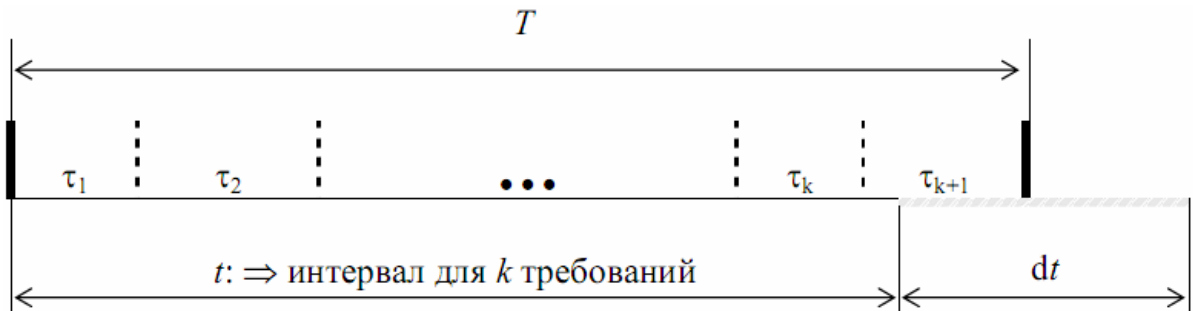 T
τ1 τ2 ••• τk τk+1
t: ⇒ интервал для k требований dt